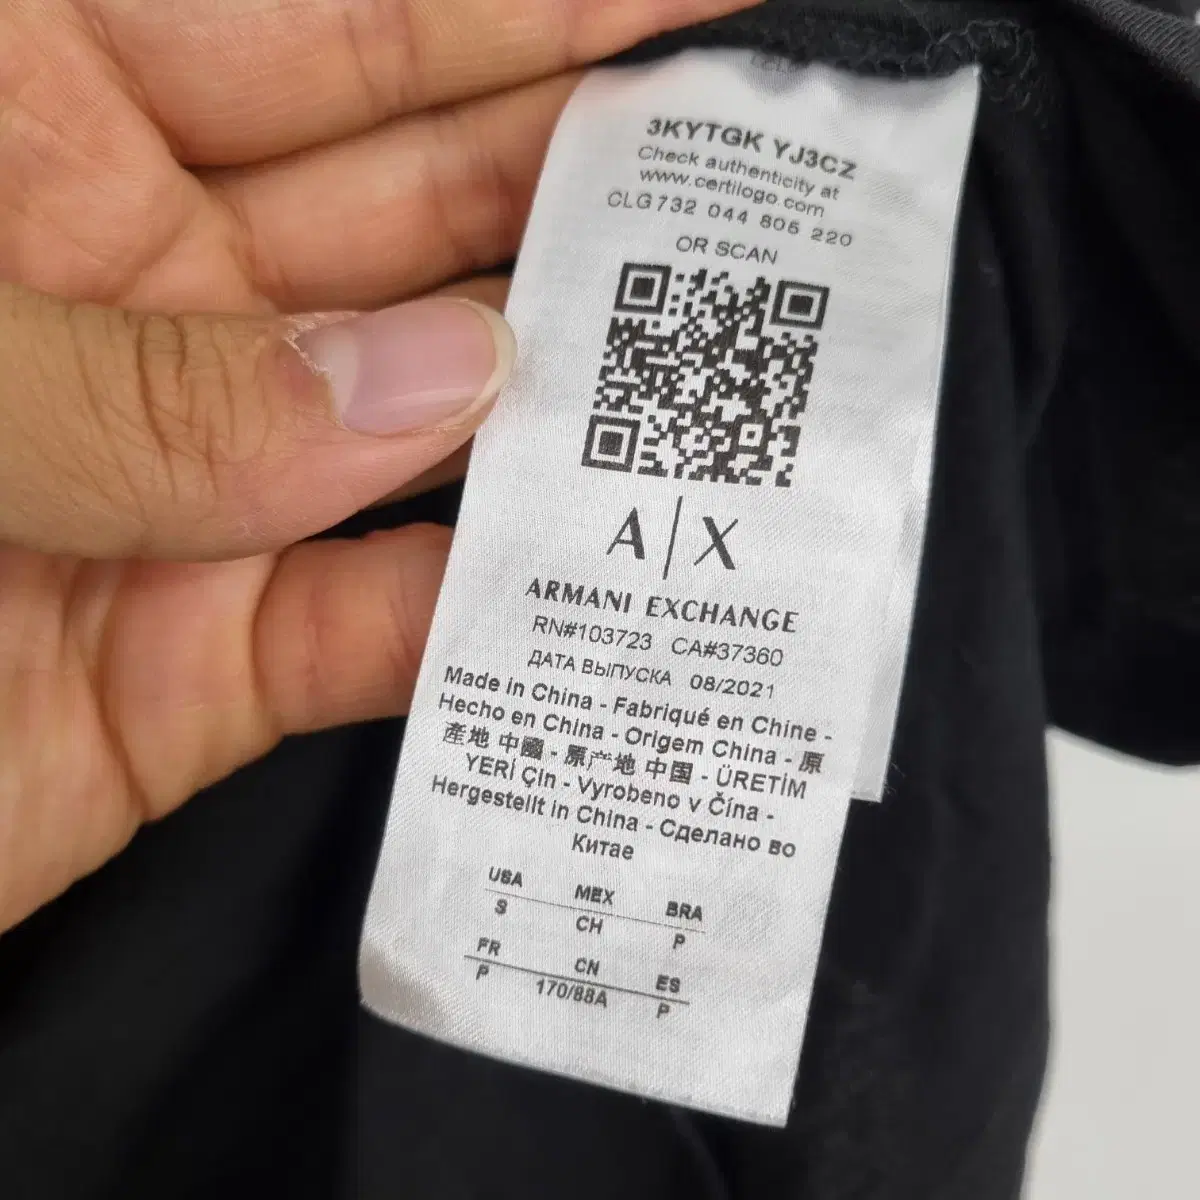 3KYTGK YJ3CZ
Check authenticity at
www.certilogo.com
CLG 732 044 805 220
OR SCAN
A|X
ARMANI EXCHANGE
RN#103723 CA#37360
ДАТА ВЫПУСКА 08/2021
Made in China - Fabriqué en Chine -
Hecho en China - Origem China - 原
產地 中國 - 原产地 中国 - ÜRETİM
YERİ Çin - Vyrobeno v Čína -
Hergestellt in China - Сделано во
Китае
USA MEX BRA
S CH P
FR CN ES
P 170/88A P